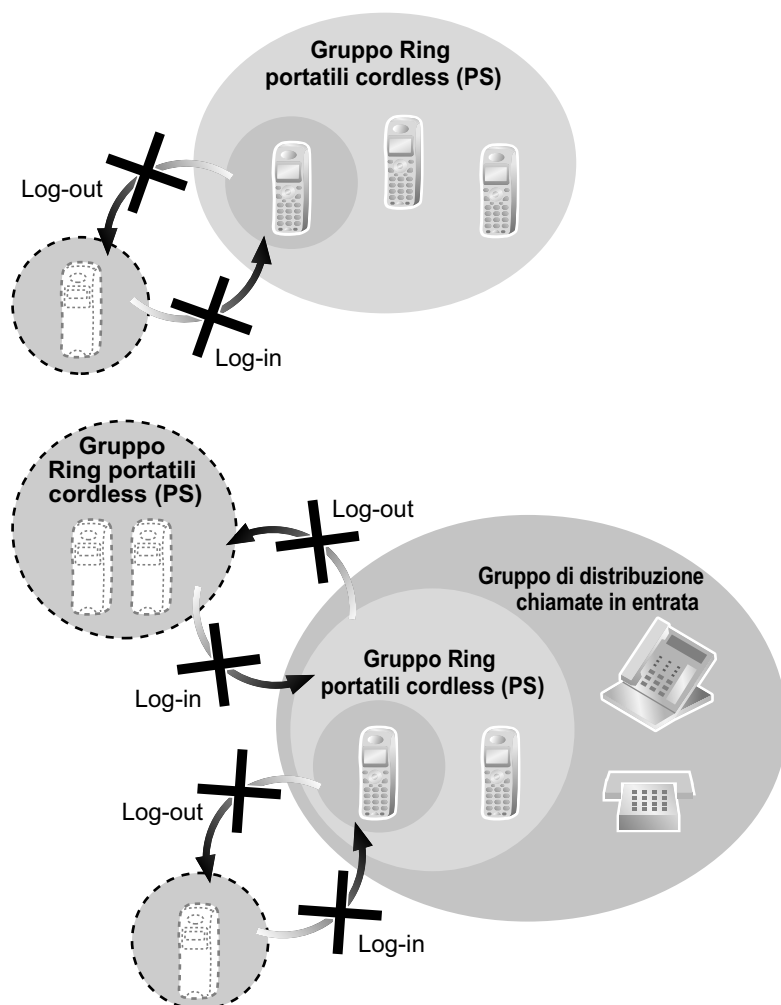 Gruppo Ring
portatili cordless (PS)
Log-out
Log-in
Gruppo
Ring portatili
cordless (PS)
Log-out
Gruppo di distribuzione
chiamate in entrata
Gruppo Ring
portatili cordless (PS)
Log-in
Log-out
Log-in